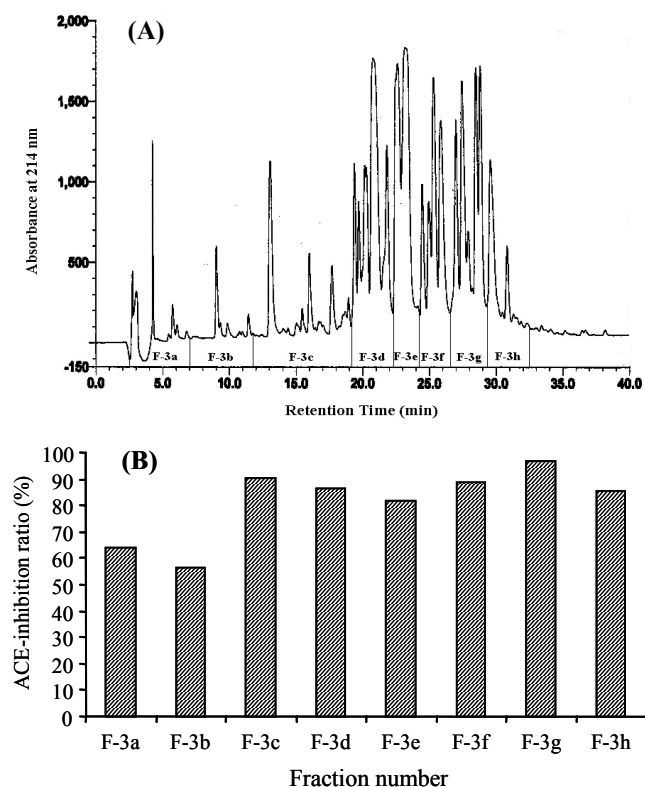 (A)
2,000
1,500
1,000
500
-150
Absorbance at 214 nm
F-3a F-3b F-3c F-3d F-3e F-3f F-3g F-3h
0.0 5.0 10.0 15.0 20.0 25.0 30.0 35.0 40.0
Retention Time (min)
(B)
100
90
80
70
60
50
40
30
20
10
0
ACE-inhibition ratio (%)
F-3a F-3b F-3c F-3d F-3e F-3f F-3g F-3h
Fraction number